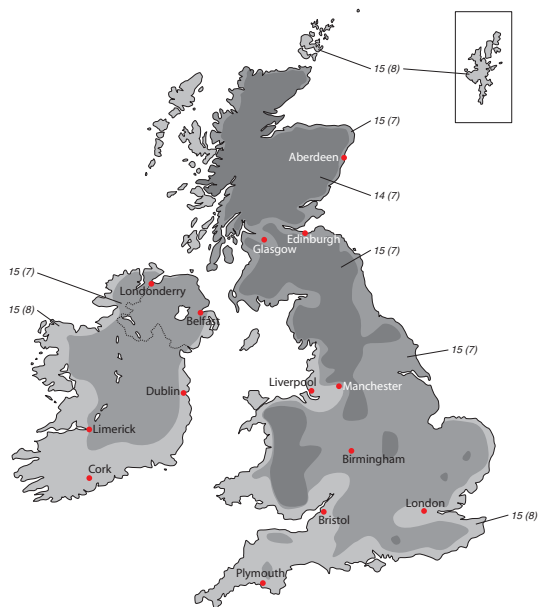 15 (8)
15 (7)
Aberdeen
14 (7)
Edinburgh
Glasgow
15 (7)
15 (7)
Londonderry
15 (8)
Belfast
15 (7)
Liverpool
Manchester
Dublin
Limerick
Birmingham
Cork
London
Bristol
15 (8)
Plymouth